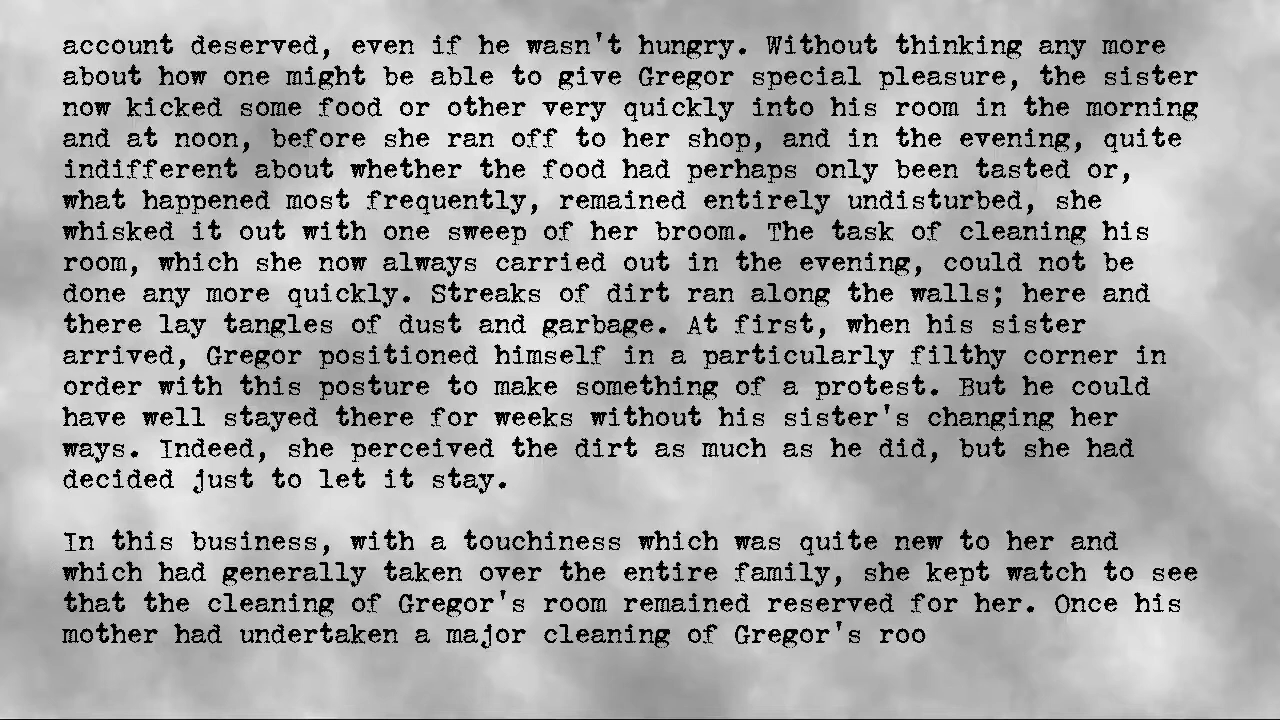 account deserved, even if he wasn't hungry. Without thinking any more
about how one might be able to give Gregor special pleasure, the sister
now kicked some food or other very quickly into his room in the morning
and at noon, before she ran off to her shop, and in the evening, quite
indifferent about whether the food had perhaps only been tasted or,
what happened most frequently, remained entirely undisturbed, she
whisked it out with one sweep of her broom. The task of cleaning his
room, which she now always carried out in the evening, could not be
done any more quickly. Streaks of dirt ran along the walls; here and
there lay tangles of dust and garbage. At first, when his sister
arrived, Gregor positioned himself in a particularly filthy corner in
order with this posture to make something of a protest. But he could
have well stayed there for weeks without his sister's changing her
ways. Indeed, she perceived the dirt as much as he did, but she had
decided just to let it stay.

In this business, with a touchiness which was quite new to her and
which had generally taken over the entire family, she kept watch to see
that the cleaning of Gregor's room remained reserved for her. Once his
mother had undertaken a major cleaning of Gregor's roo